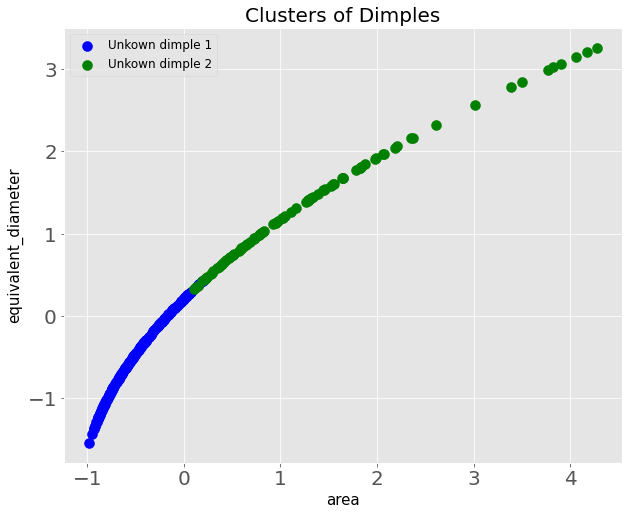 Clusters of Dimples
Unkown dimple 1
Unkown dimple 2
equivalent_diameter
3
2
1
0
−1
−1 0 1 2 3 4
area